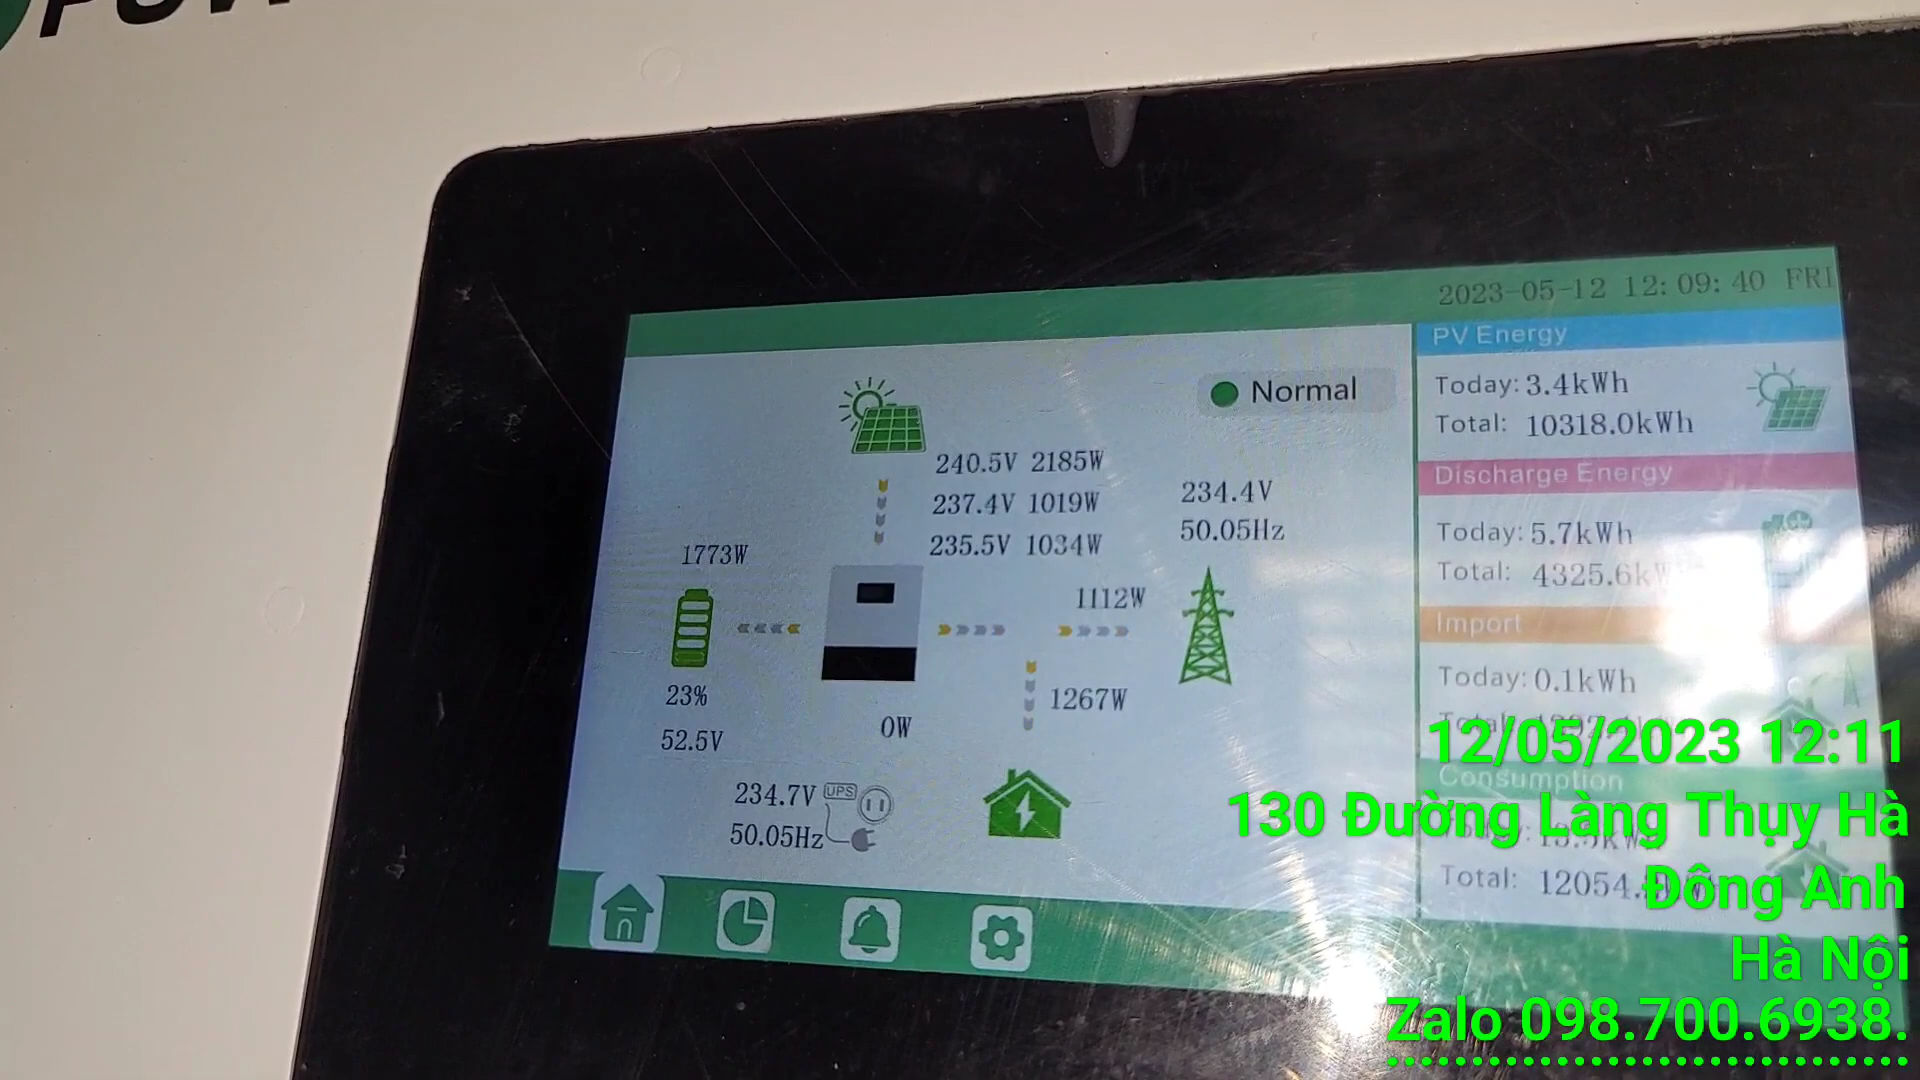 2023-05-12 12:09:40 FRI
Normal
240.5V 2185W
237.4V 1019W
235.5V 1034W
234.4V
50.05Hz
1773W
1112W
23%
52.5V
0W
1267W
234.7V UPS
50.05Hz
PV Energy
Today: 3.4kWh
Total: 10318.0kWh
Discharge Energy
Today: 5.7kWh
Total: 4325.6kW
Import
Today: 0.1kWh
Total:
Consumption
Total: 12054.
12/05/2023 12:11
130 Đường Làng Thụy Hà
Đông Anh
Hà Nội
Zalo 098.700.6938.